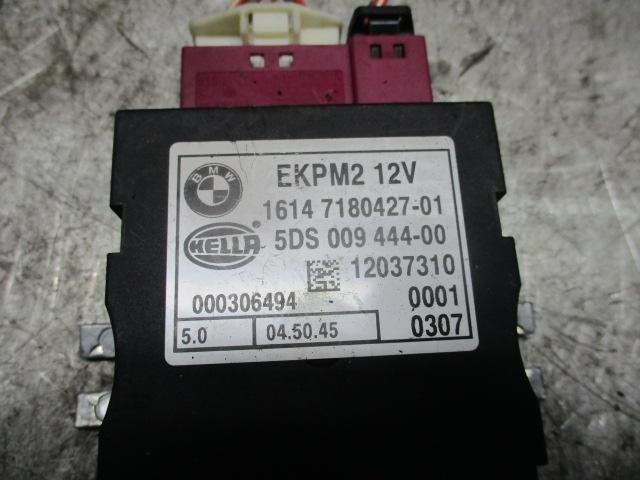 BMW
EKPM2 12V
1614 7180427-01
HELLA
5DS 009 444-00
12037310
000306494
0001
5.0
04.50.45
0307